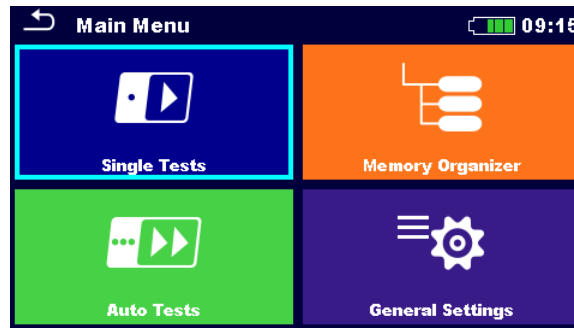 Main Menu
09:15
Single Tests
Memory Organizer
Auto Tests
General Settings